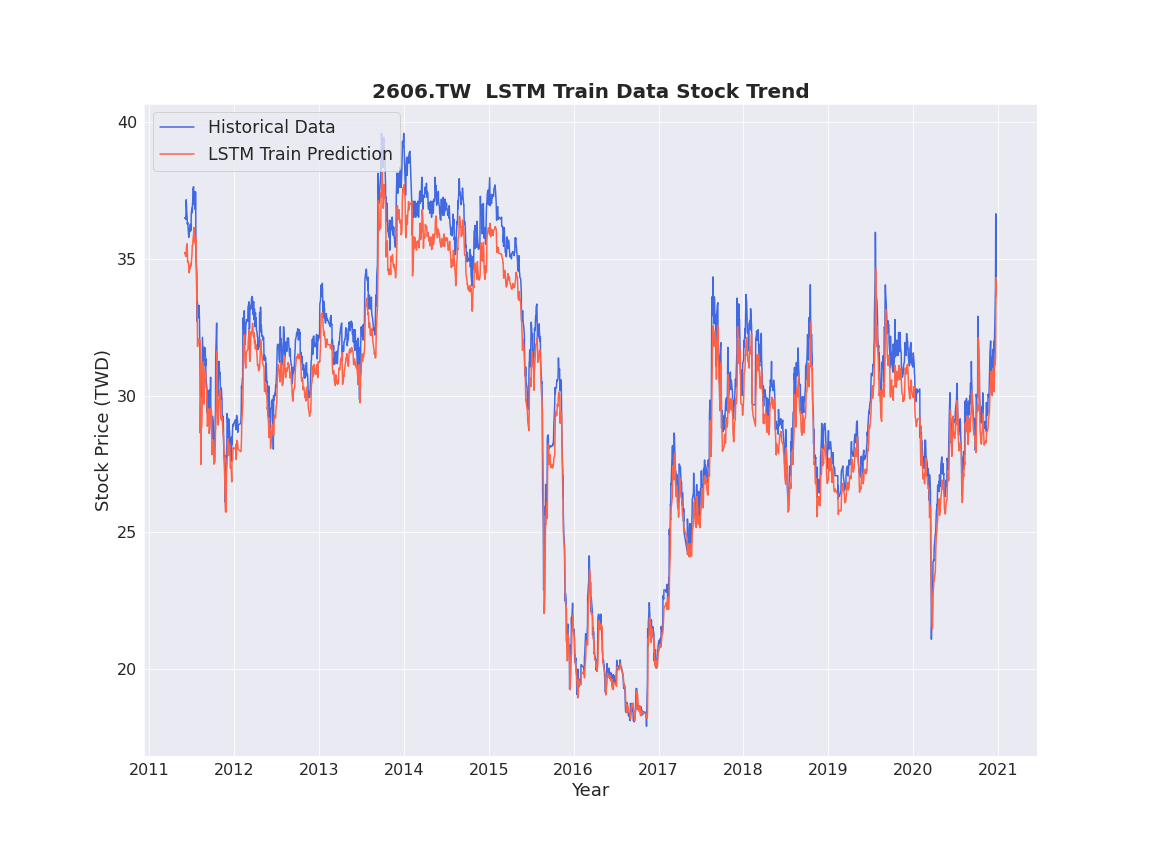 2606.TW  LSTM Train Data Stock Trend
Historical Data
LSTM Train Prediction
40
35
30
25
20
Stock Price (TWD)
2011 2012 2013 2014 2015 2016 2017 2018 2019 2020 2021
Year